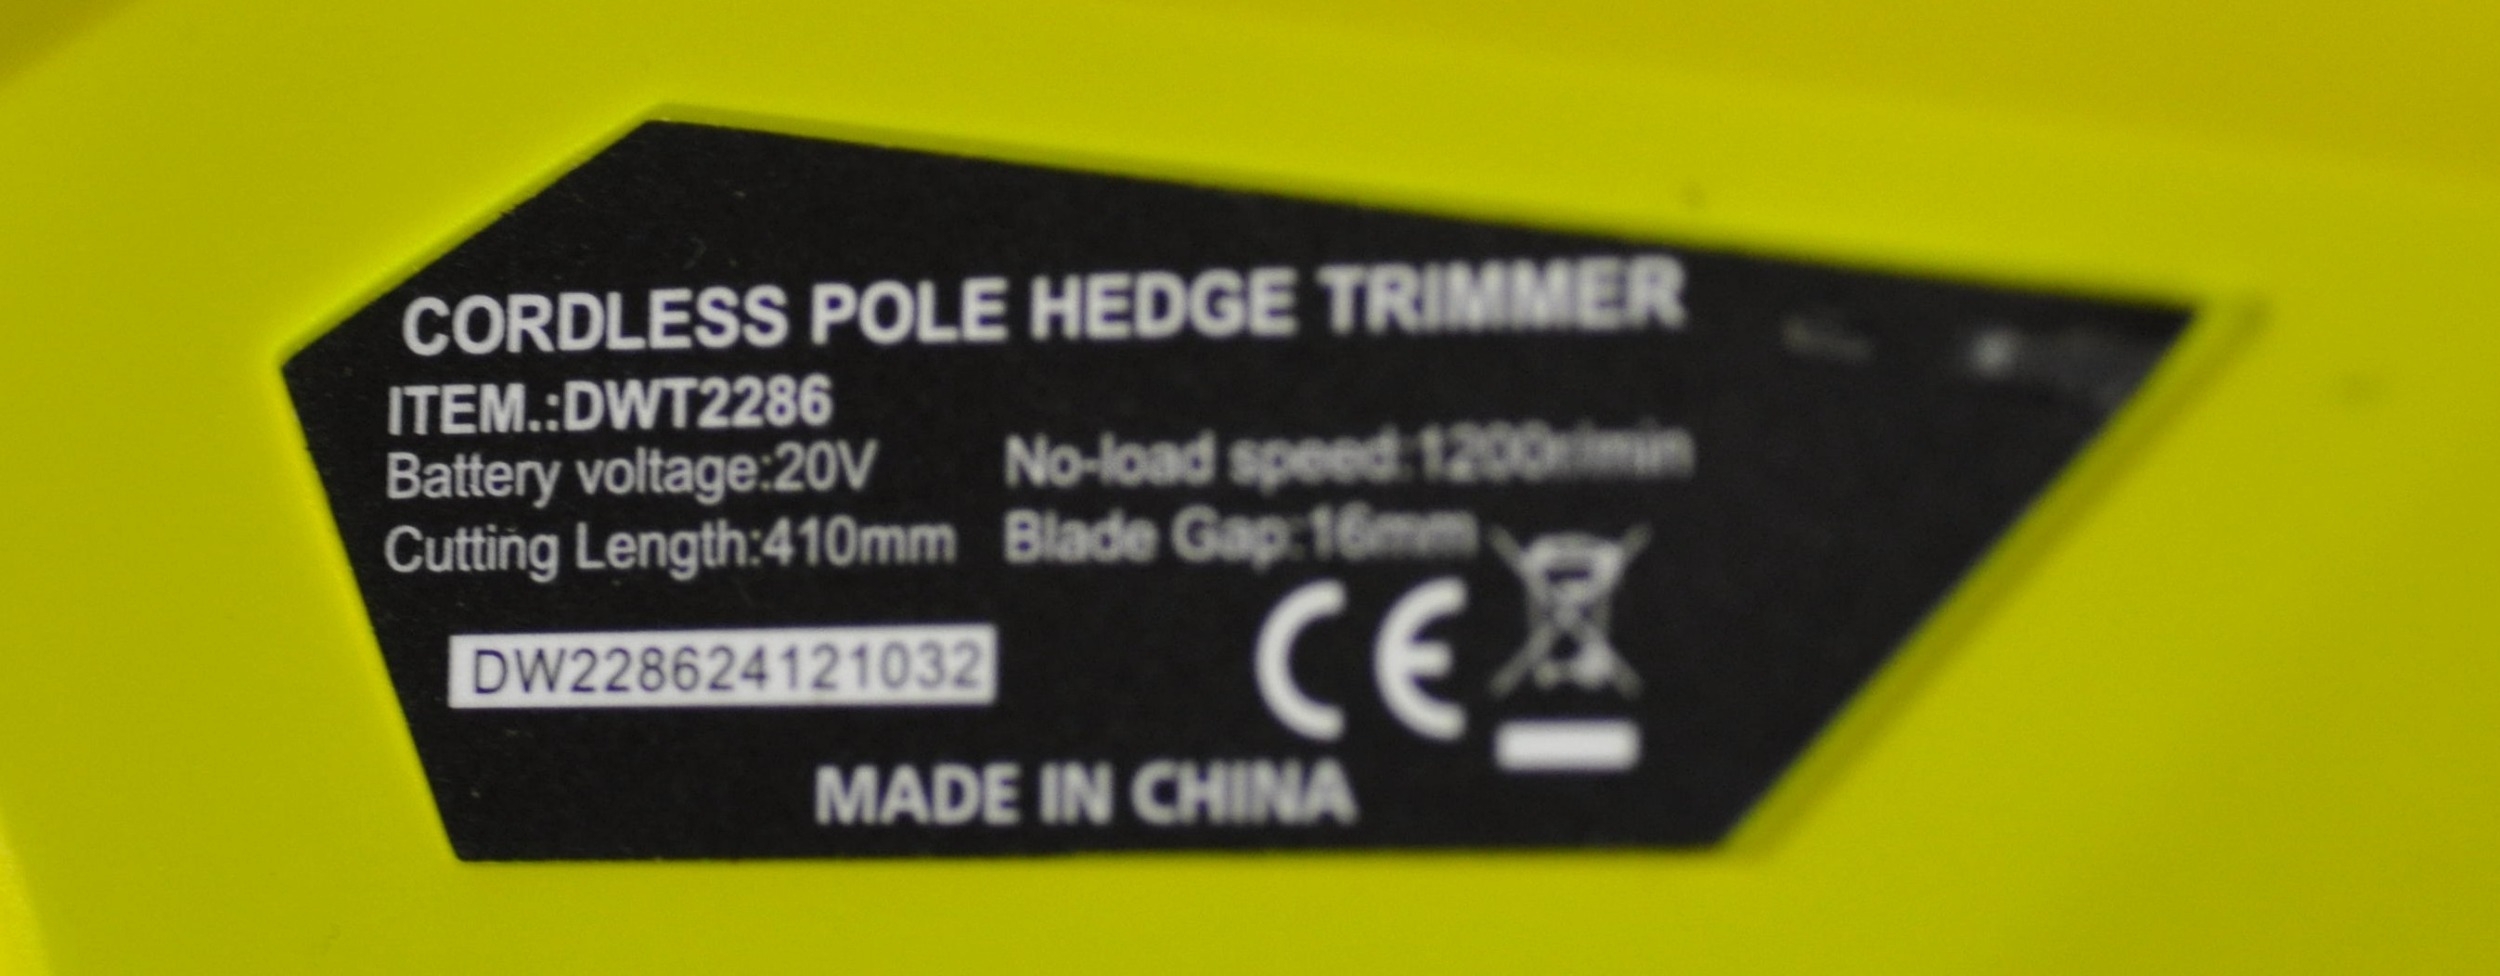 CORDLESS POLE HEDGE TRIMMER
ITEM.:DWT2286
Battery voltage:20V No-load speed:1200r/min
Cutting Length:410mm Blade Gap:16mm
DW228624121032
CE
MADE IN CHINA